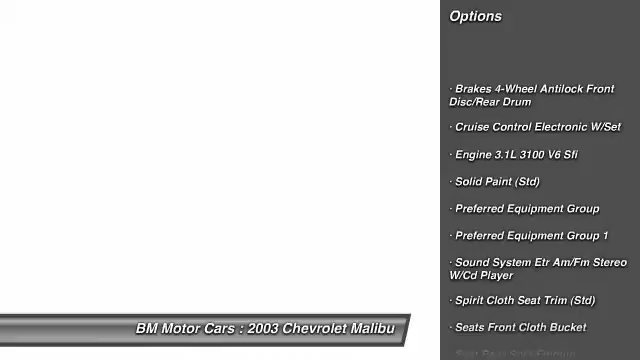 Options
· Brakes 4-Wheel Antilock Front
Disc/Rear Drum
· Cruise Control Electronic W/Set
· Engine 3.1L 3100 V6 Sfi
· Solid Paint (Std)
· Preferred Equipment Group
· Preferred Equipment Group 1
· Sound System Etr Am/Fm Stereo
W/Cd Player
· Spirit Cloth Seat Trim (Std)
· Seats Front Cloth Bucket
BM Motor Cars : 2003 Chevrolet Malibu